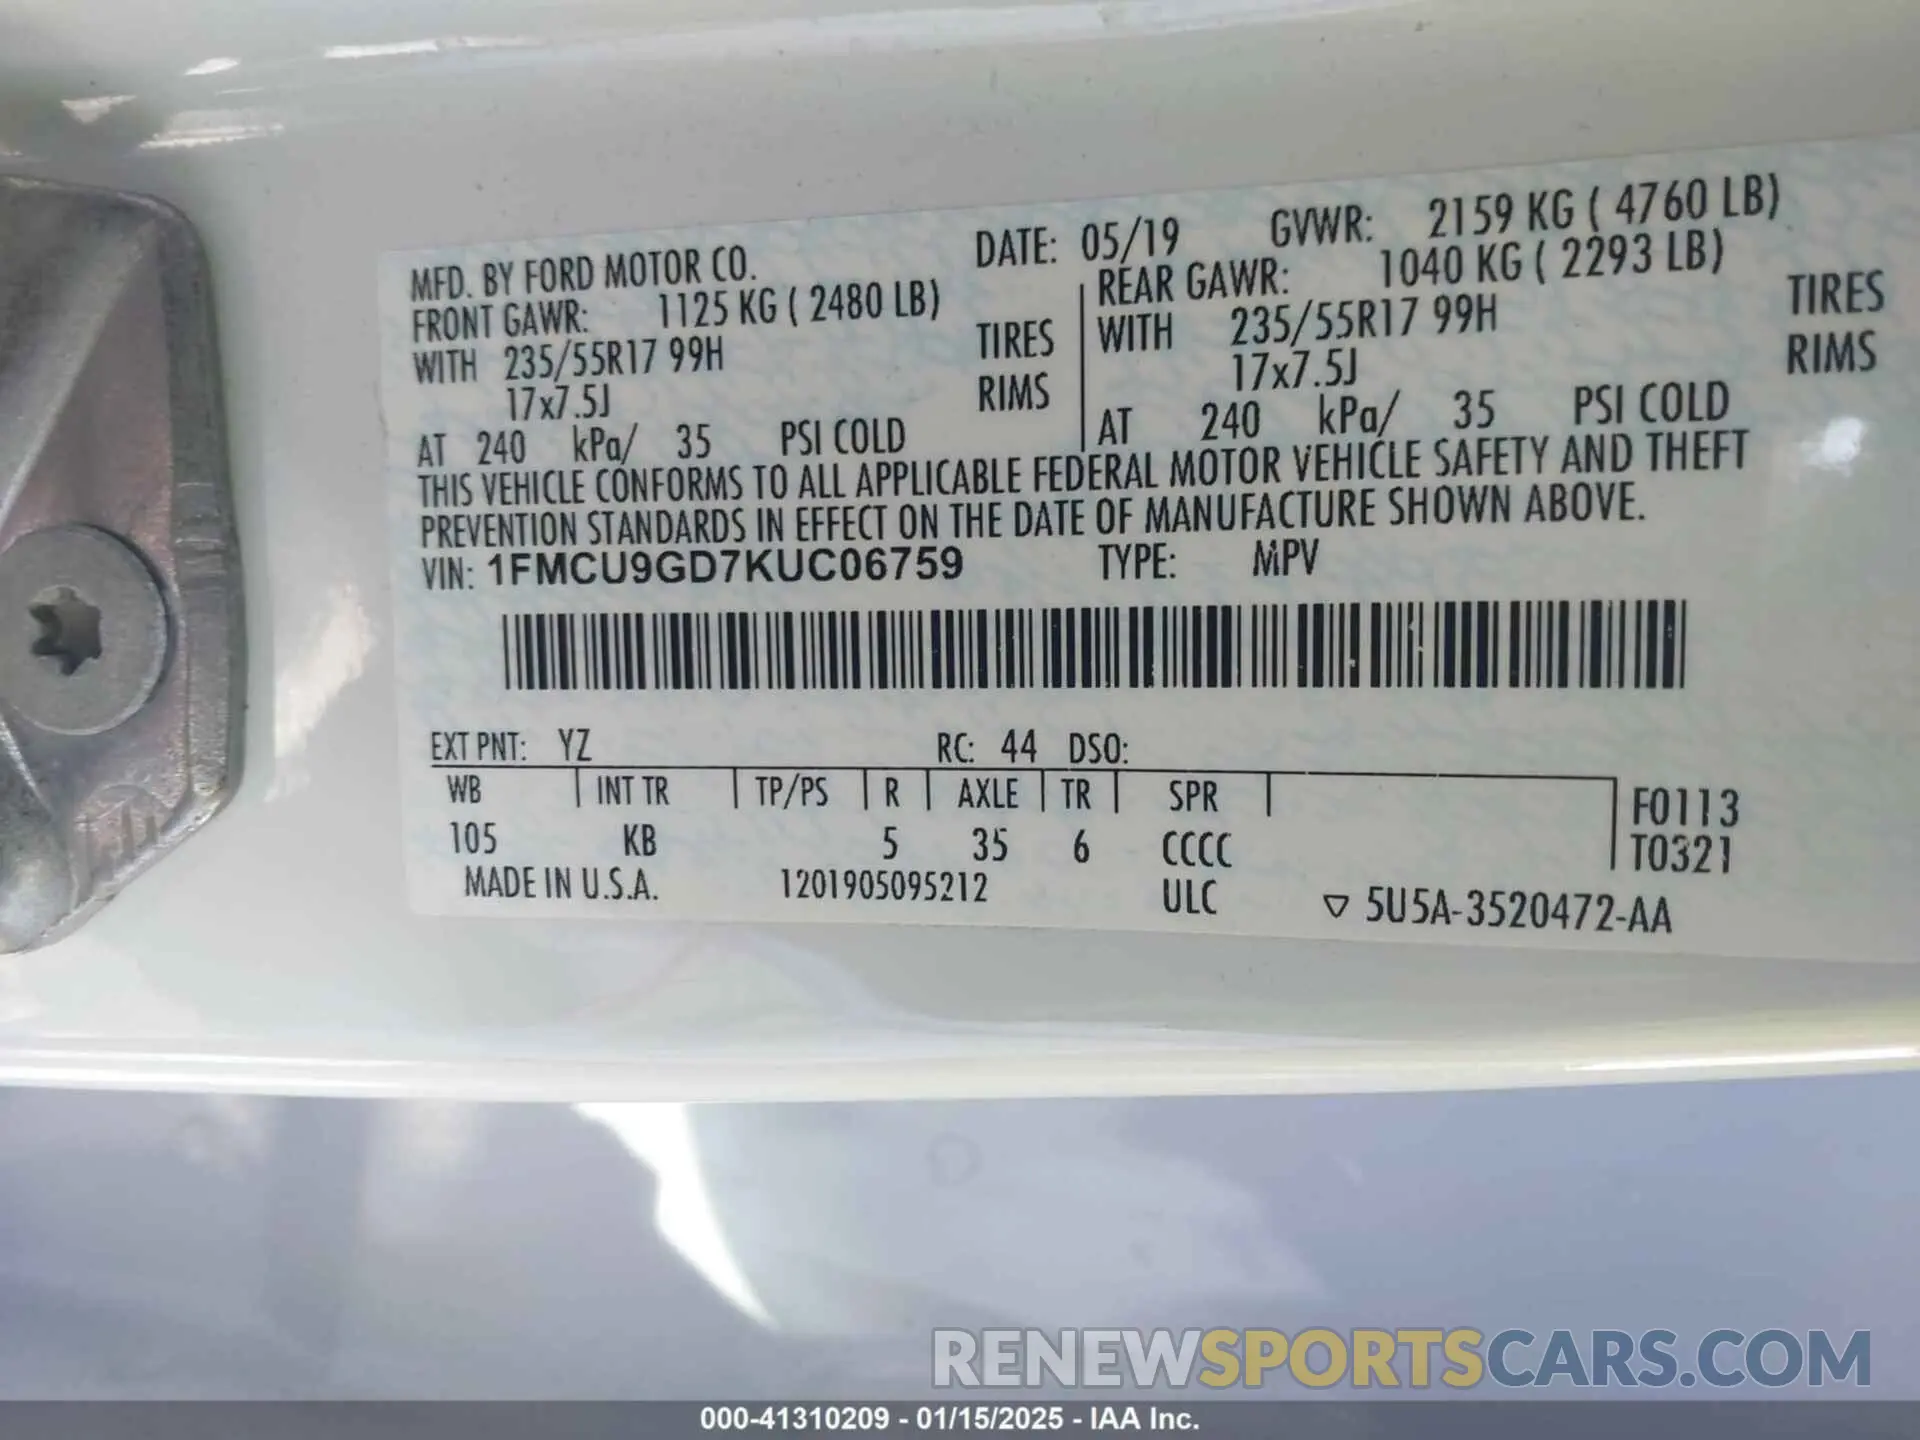 MFD. BY FORD MOTOR CO. DATE: 05/19 GVWR: 2159 KG ( 4760 LB)
FRONT GAWR: 1125 KG ( 2480 LB) REAR GAWR: 1040 KG ( 2293 LB)
WITH 235/55R17 99H TIRES WITH 235/55R17 99H TIRES
17x7.5J RIMS 17x7.5J RIMS
AT 240 kPa/ 35 PSI COLD AT 240 kPa/ 35 PSI COLD
THIS VEHICLE CONFORMS TO ALL APPLICABLE FEDERAL MOTOR VEHICLE SAFETY AND THEFT
PREVENTION STANDARDS IN EFFECT ON THE DATE OF MANUFACTURE SHOWN ABOVE.
VIN: 1FMCU9GD7KUC06759 TYPE: MPV
EXT PNT: YZ RC: 44 DSO:
WB INT TR TP/PS R AXLE TR SPR F0113
105 KB 5 35 6 CCCC T0321
MADE IN U.S.A. 1201905095212 ULC ▽ 5U5A-3520472-AA
RENEWSPORTSCARS.COM
000-41310209 - 01/15/2025 - IAA Inc.